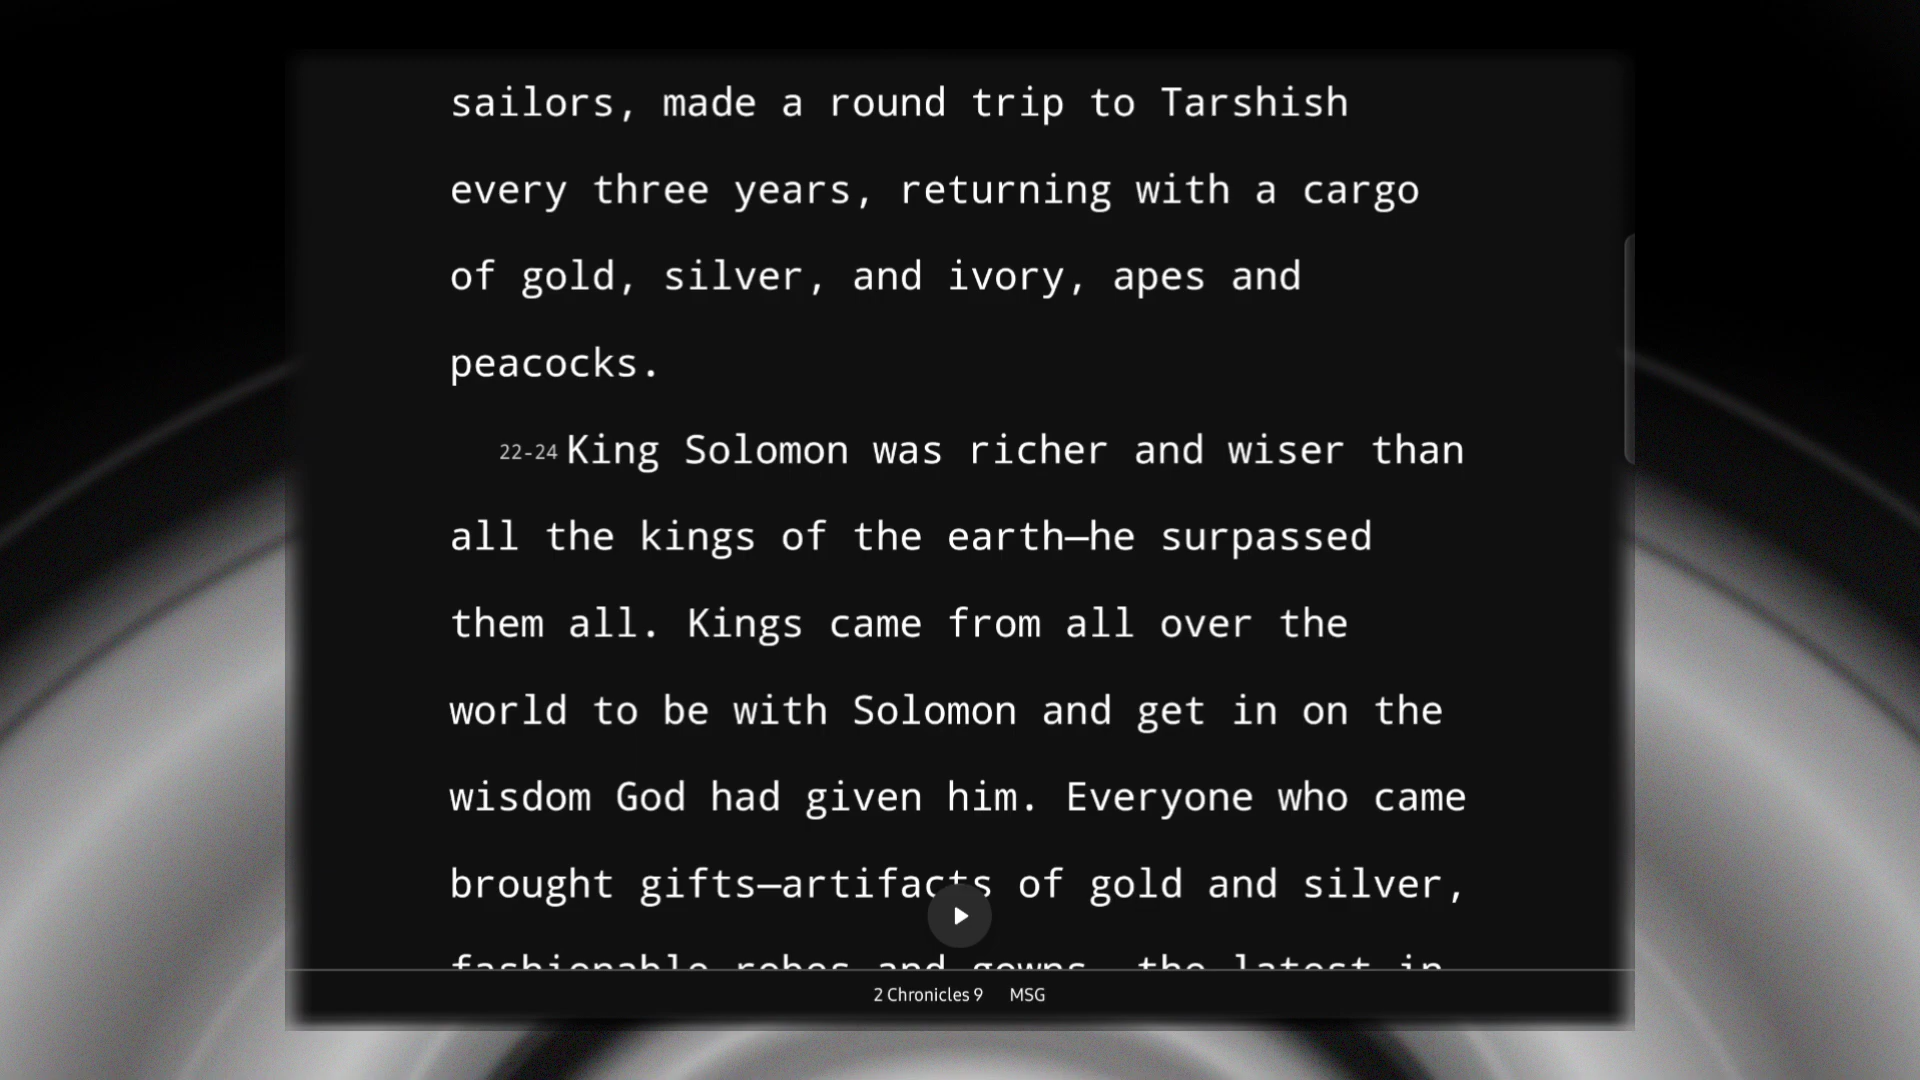 sailors, made a round trip to Tarshish
every three years, returning with a cargo
of gold, silver, and ivory, apes and
peacocks.
22-24 King Solomon was richer and wiser than
all the kings of the earth—he surpassed
them all. Kings came from all over the
world to be with Solomon and get in on the
wisdom God had given him. Everyone who came
brought gifts—artifacts of gold and silver,
fashionable robes and gowns, the latest in
2 Chronicles 9 MSG